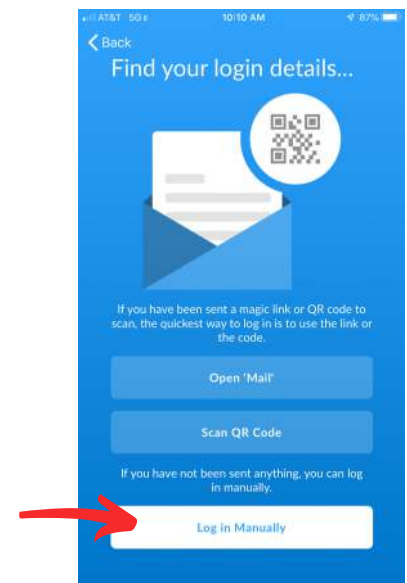 AT&T 5G E 10:10 AM 87%
Back
Find your login details...
If you have been sent a magic link or QR code to
scan, the quickest way to log in is to use the link or
the code.
Open 'Mail'
Scan QR Code
If you have not been sent anything, you can log
in manually.
Log in Manually